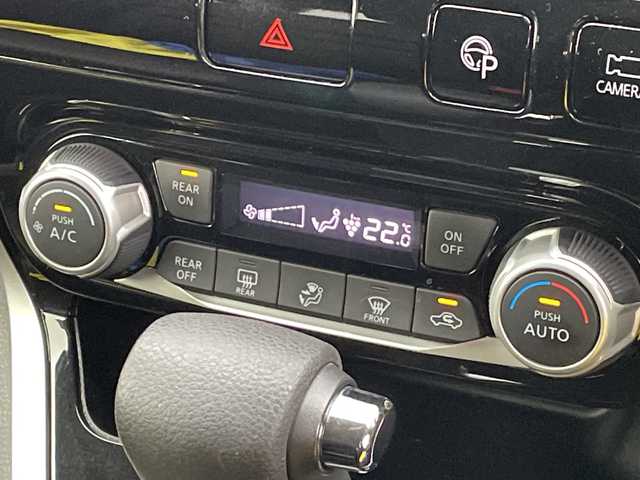 P
CAMERA
PUSH
A/C
REAR
ON
22.0
°C
ON
OFF
REAR
OFF
REAR
FRONT
PUSH
AUTO